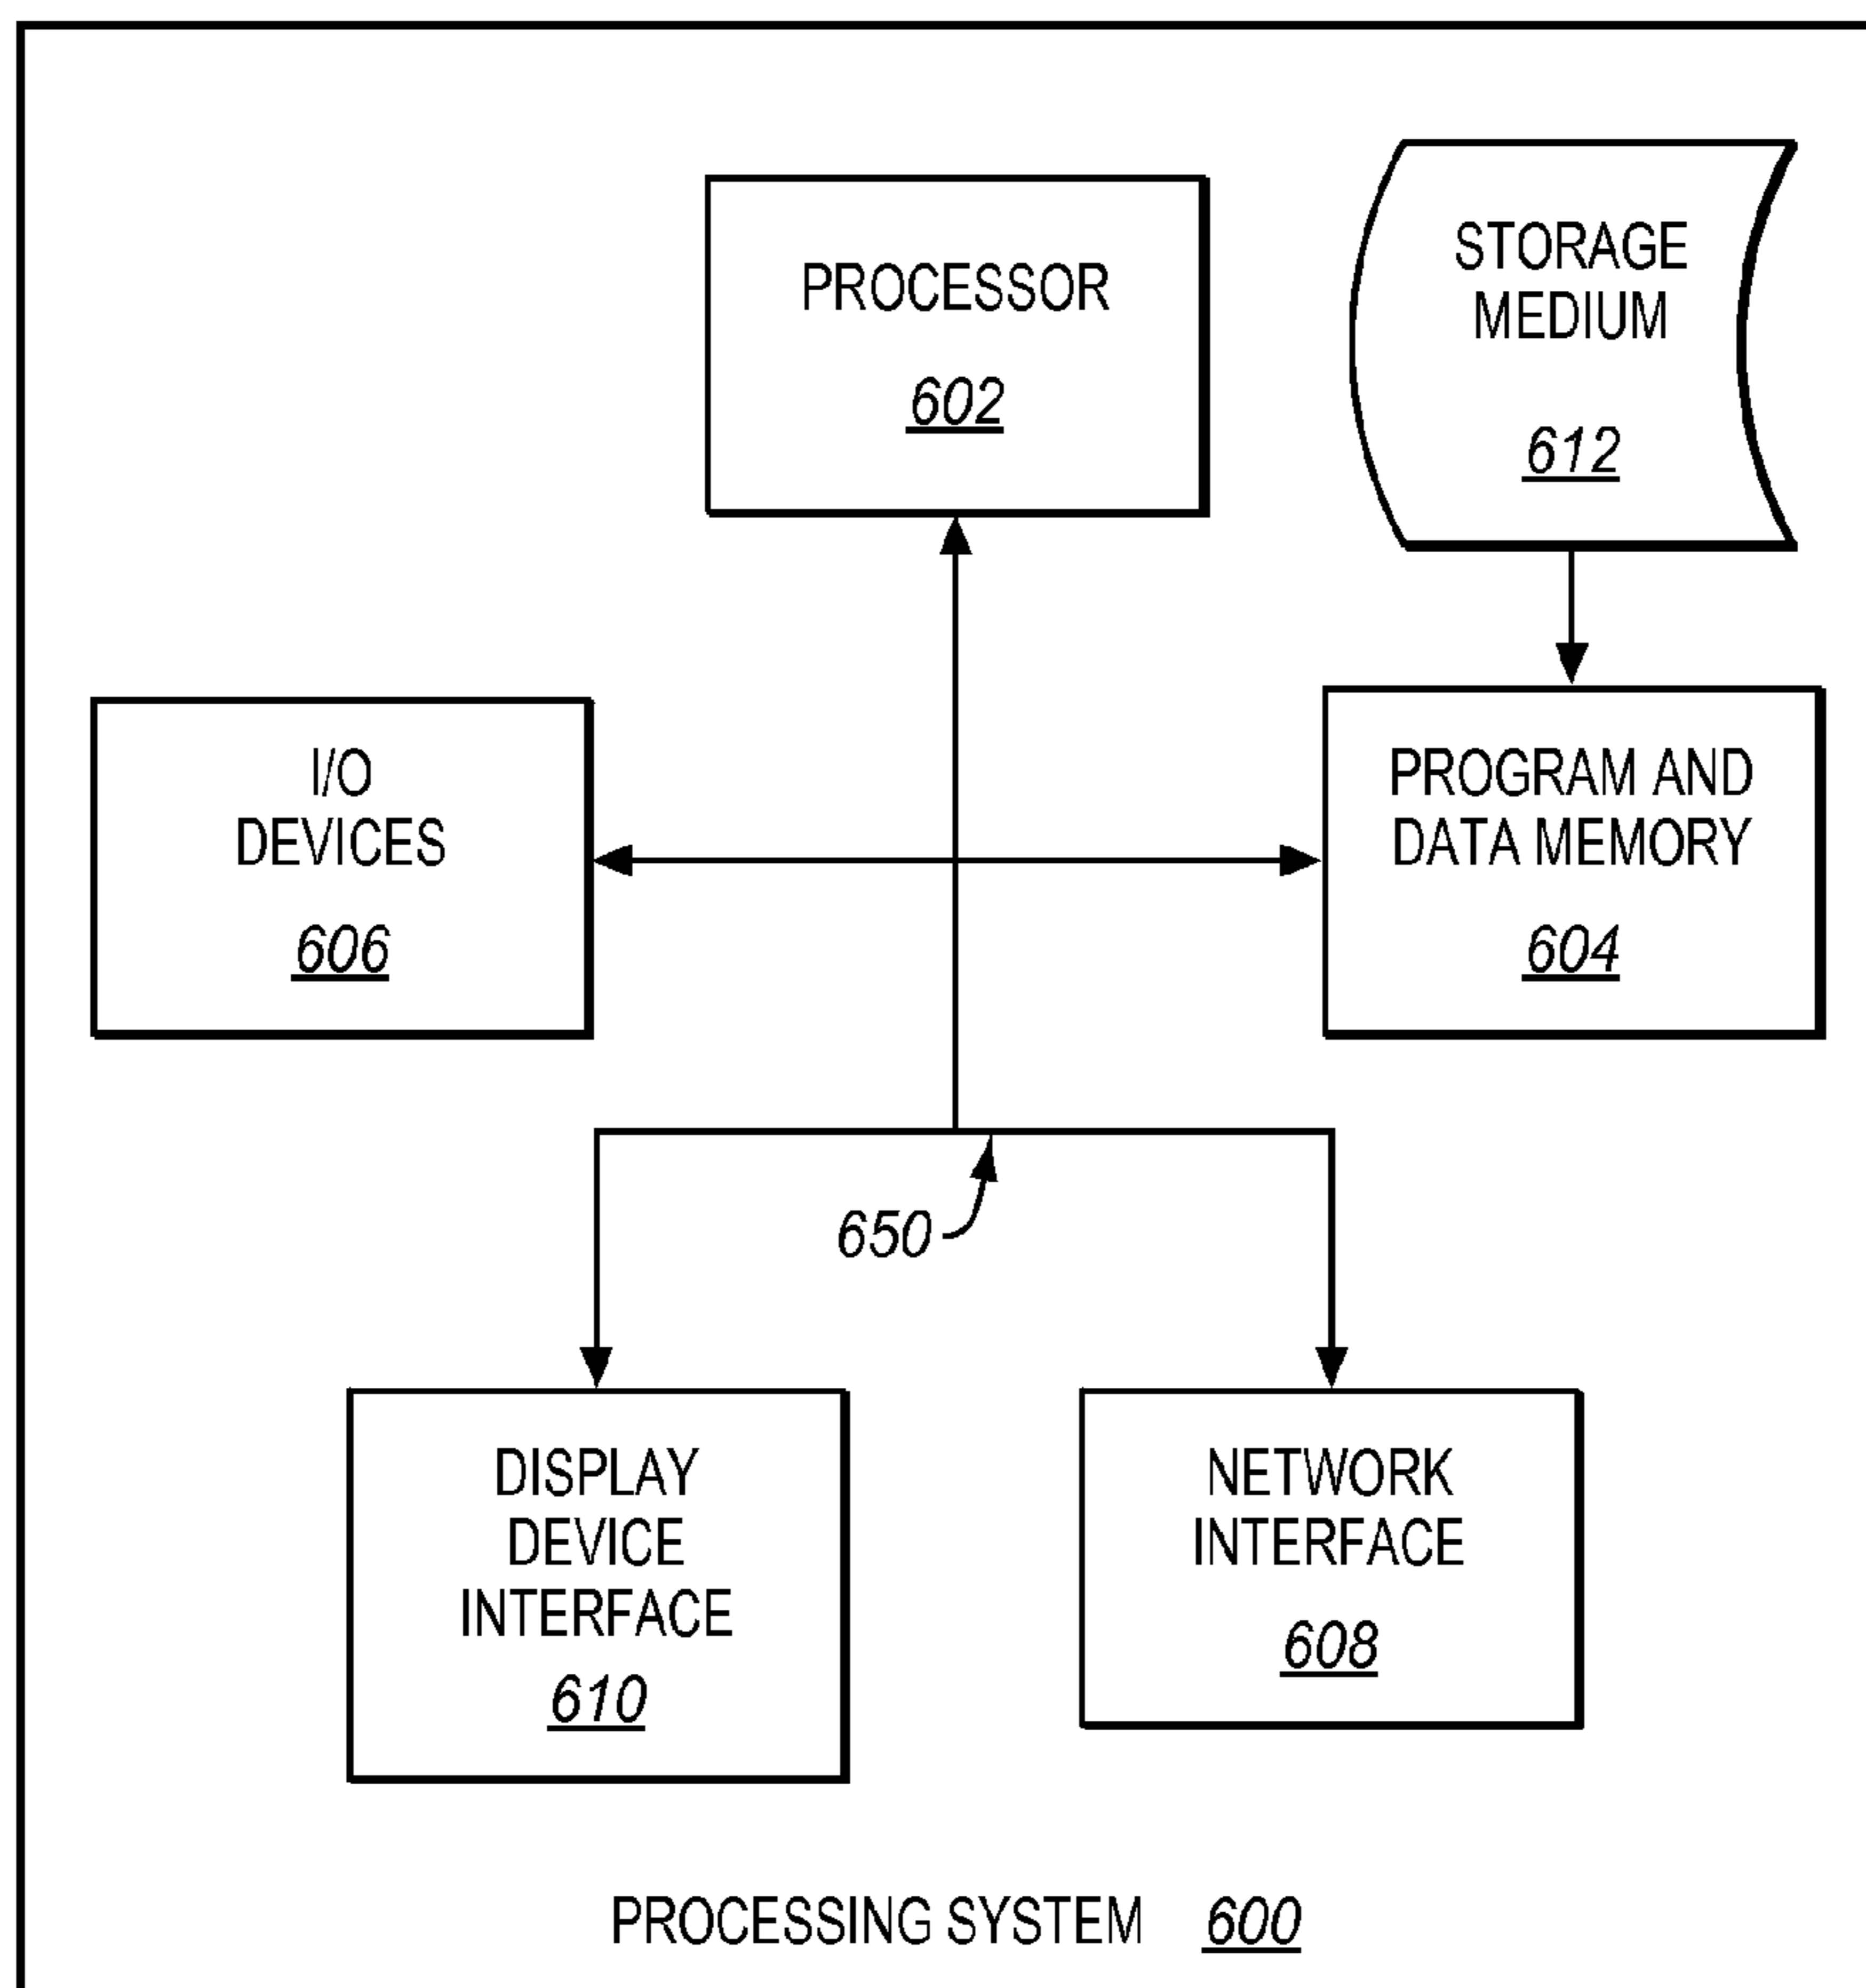 PROCESSOR
602
STORAGE
MEDIUM
612
I/O
DEVICES
606
PROGRAM AND
DATA MEMORY
604
650
DISPLAY
DEVICE
INTERFACE
610
NETWORK
INTERFACE
608
PROCESSING SYSTEM 600